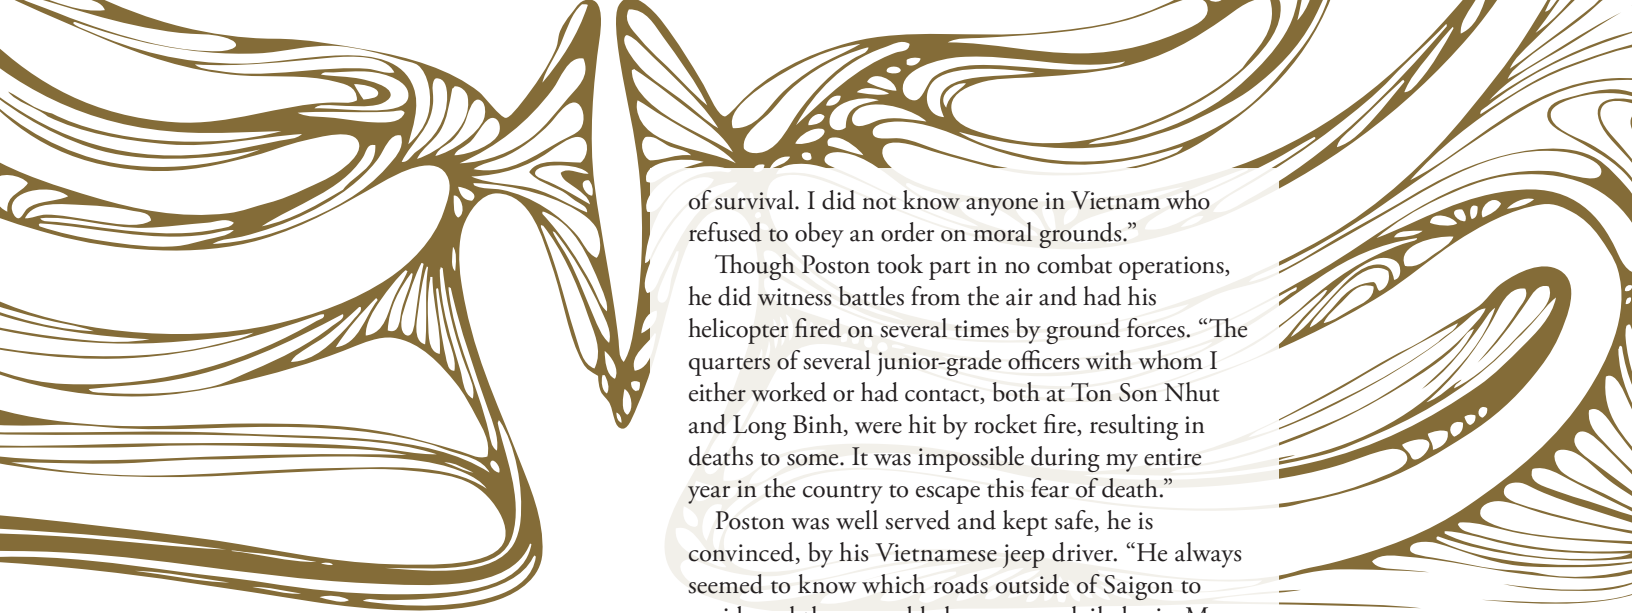 of survival. I did not know anyone in Vietnam who
refused to obey an order on moral grounds.”
Though Poston took part in no combat operations,
he did witness battles from the air and had his
helicopter fired on several times by ground forces. “The
quarters of several junior-grade officers with whom I
either worked or had contact, both at Ton Son Nhut
and Long Binh, were hit by rocket fire, resulting in
deaths to some. It was impossible during my entire
year in the country to escape this fear of death.”
Poston was well served and kept safe, he is
convinced, by his Vietnamese jeep driver. “He always
seemed to know which roads outside of Saigon to